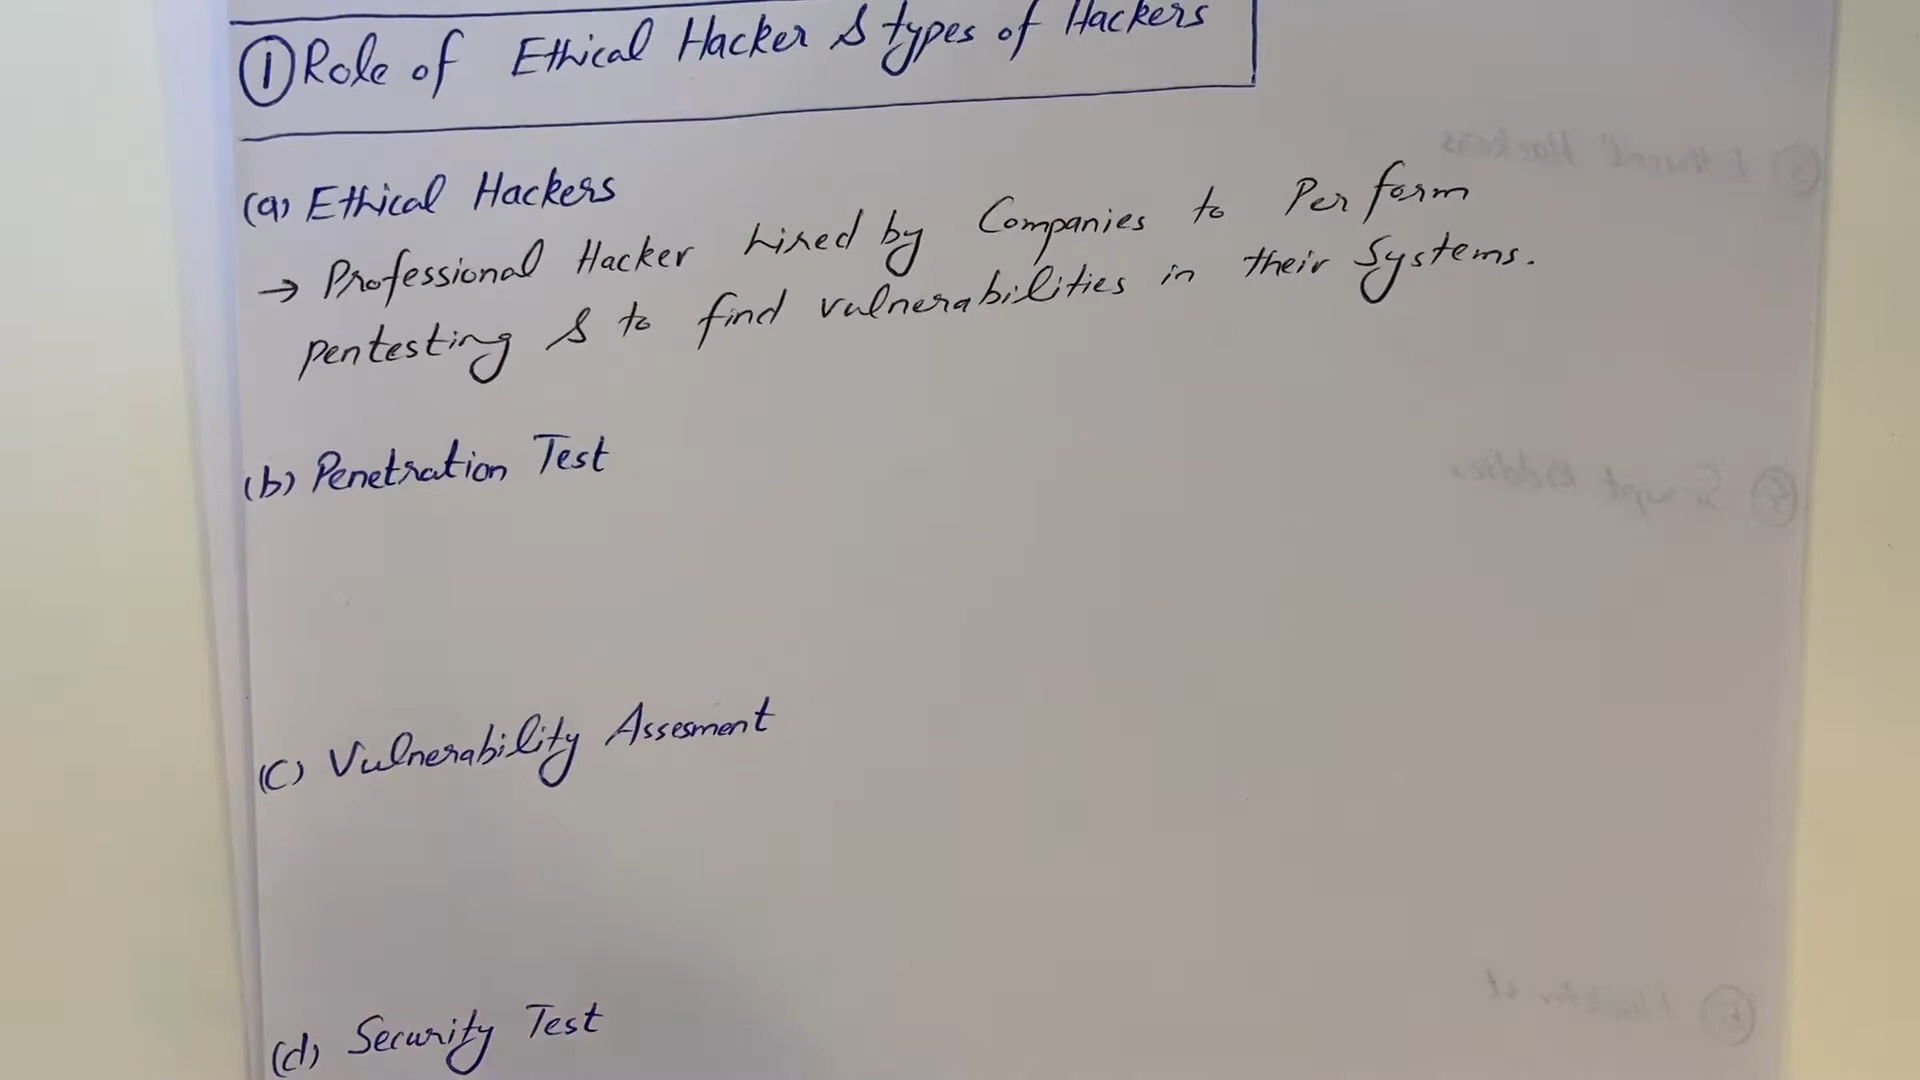 ① Role of Ethical Hacker & types of Hackers
(a) Ethical Hackers
→ Professional Hacker hired by Companies to Perform
pentesting & to find vulnerabilities in their Systems.
(b) Penetration Test
(c) Vulnerability Assesment
(d) Security Test